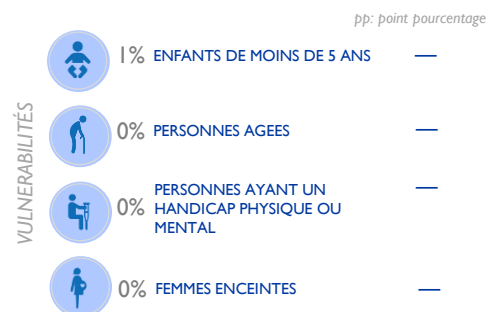 pp: point pourcentage
VULNERABILITÉS
1% ENFANTS DE MOINS DE 5 ANS —
0% PERSONNES AGEES —
0% PERSONNES AYANT UN HANDICAP PHYSIQUE OU MENTAL —
0% FEMMES ENCEINTES —